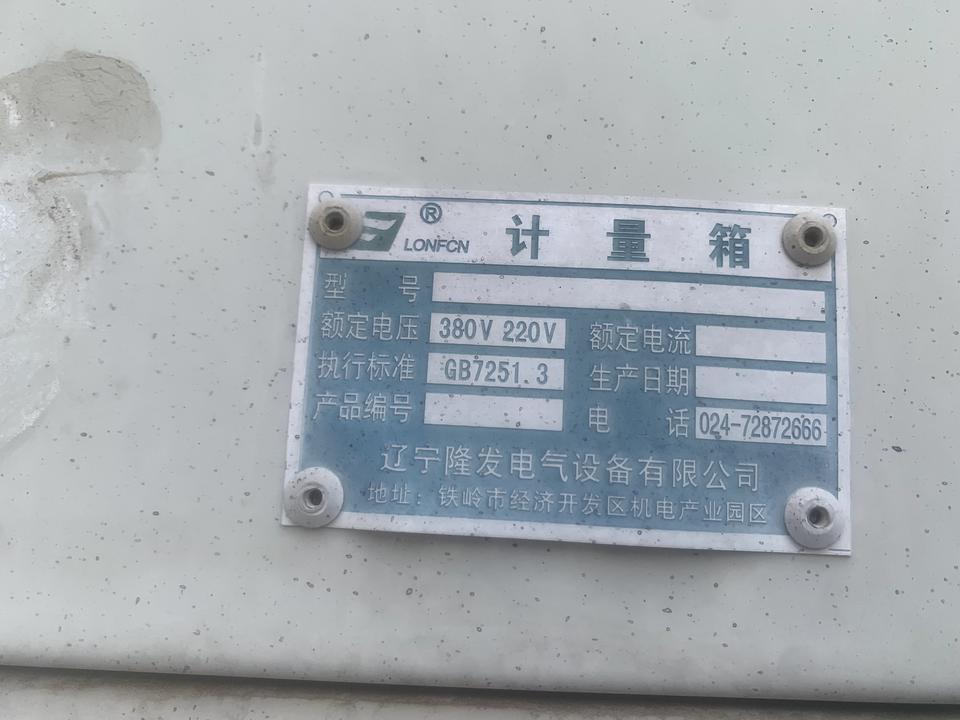 ® LONFCN 计量箱
型号
额定电压 380V 220V 额定电流
执行标准 GB7251.3 生产日期
产品编号 电话 024-72872666
辽宁隆发电气设备有限公司
地址：铁岭市经济开发区机电产业园区